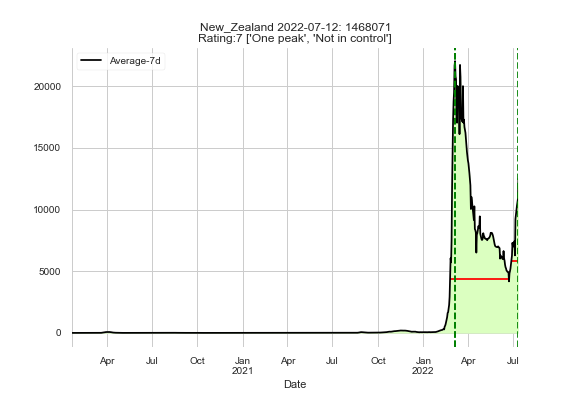 New_Zealand 2022-07-12: 1468071
Rating:7 ['One peak', 'Not in control']
Average-7d
20000
15000
10000
5000
0
Apr Jul Oct Jan Apr Jul Oct Jan Apr Jul
2021 2022
Date